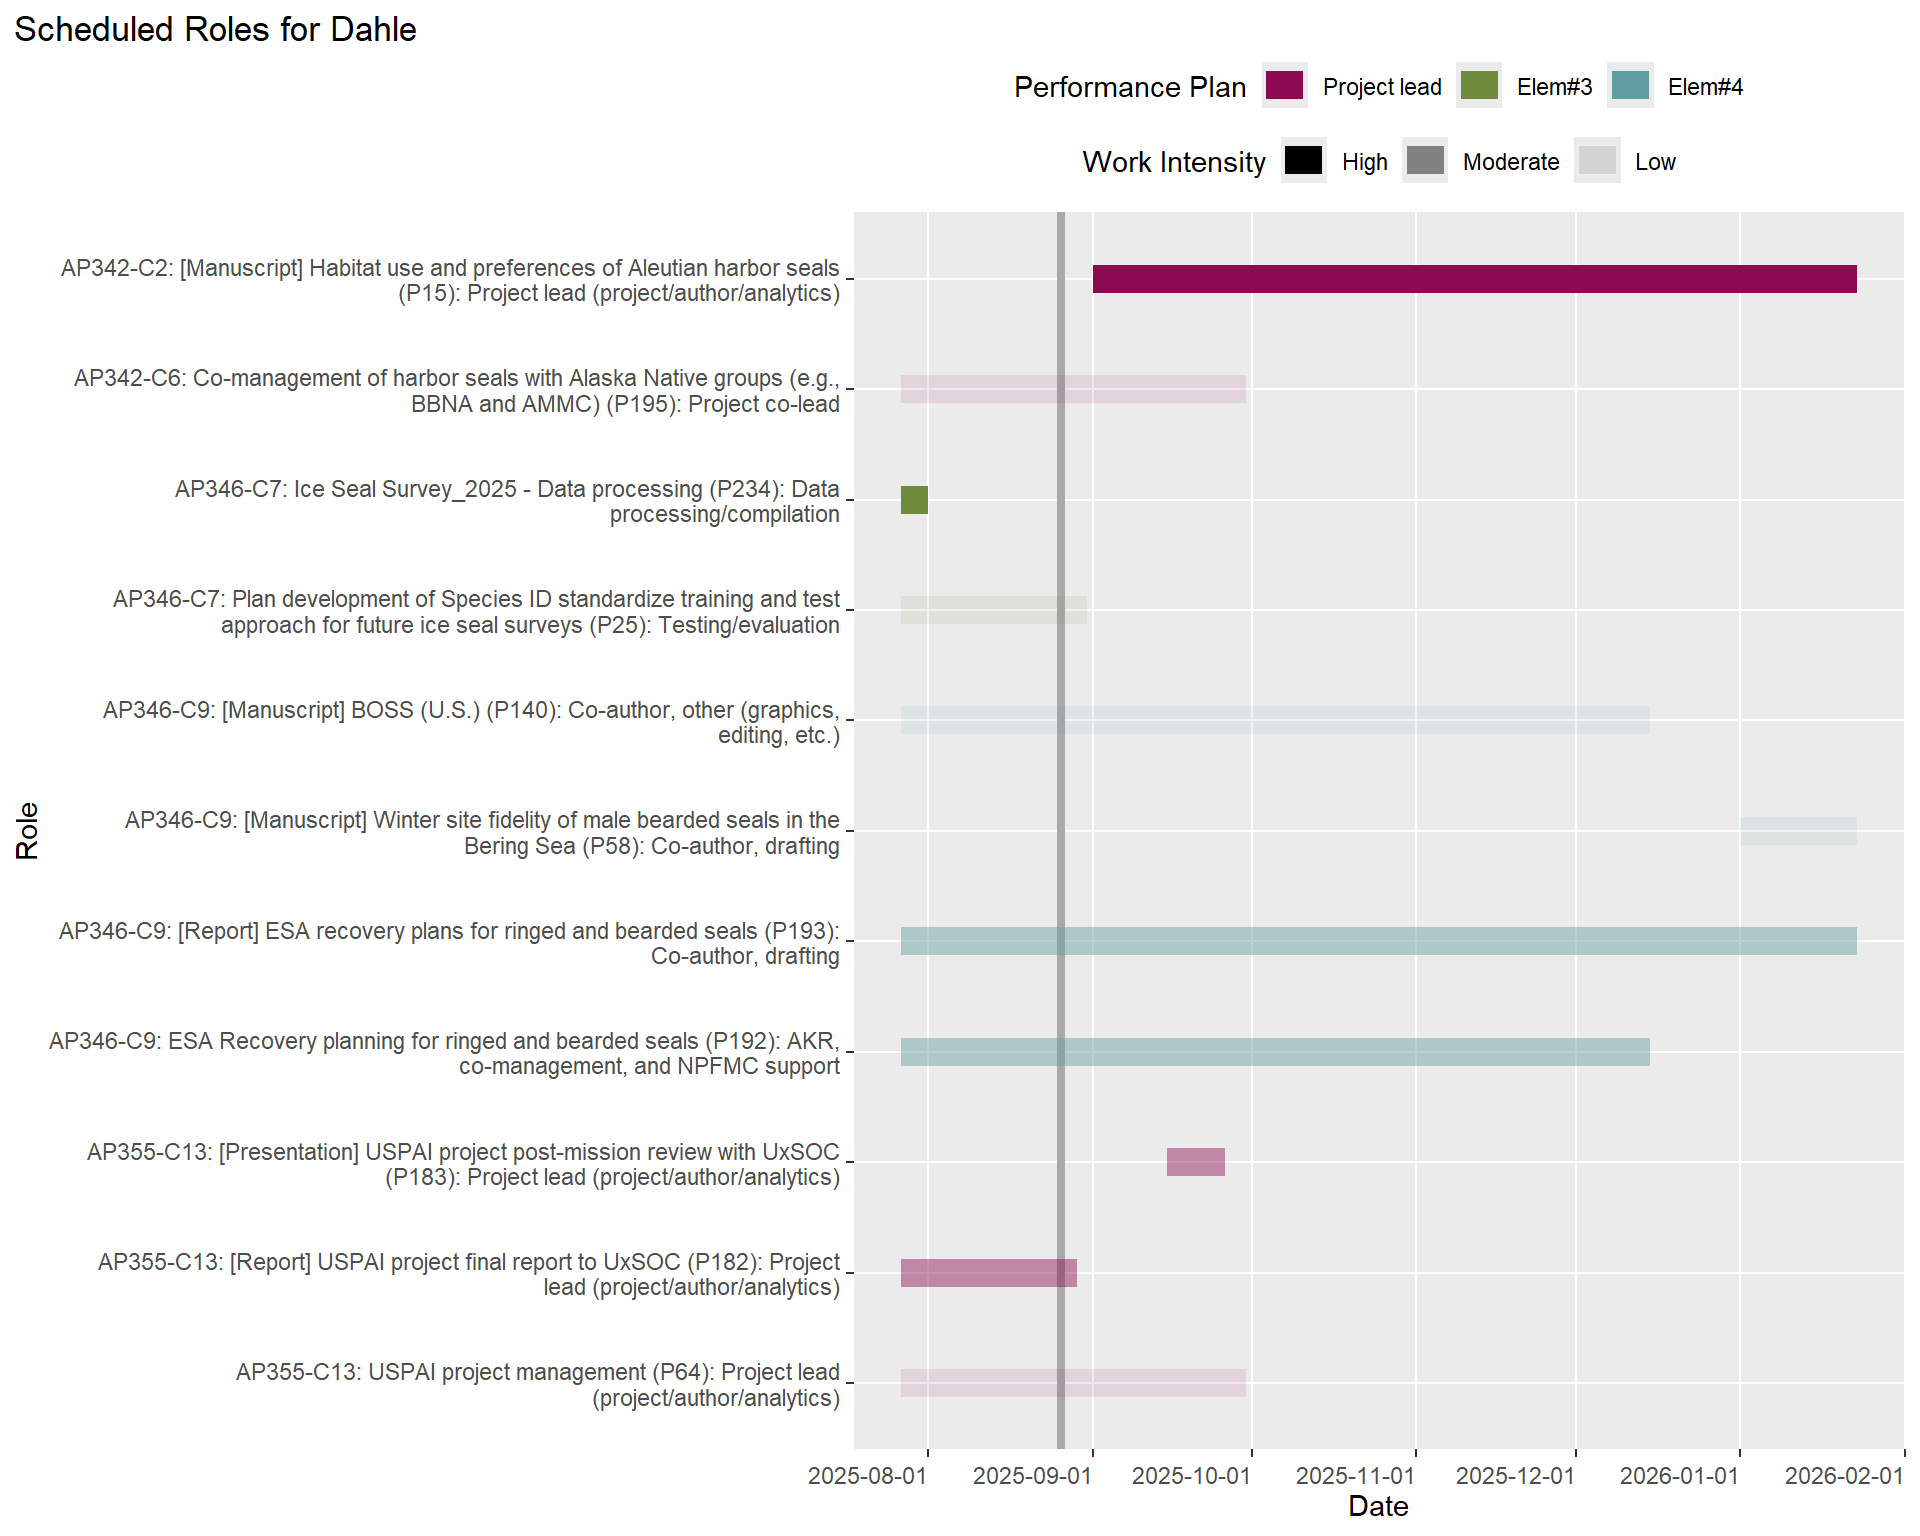 Scheduled Roles for Dahle
Performance Plan Project lead Elem#3 Elem#4
Work Intensity High Moderate Low
AP342-C2: [Manuscript] Habitat use and preferences of Aleutian harbor seals
(P15): Project lead (project/author/analytics)
AP342-C6: Co-management of harbor seals with Alaska Native groups (e.g.,
BBNA and AMMC) (P195): Project co-lead
AP346-C7: Ice Seal Survey_2025 - Data processing (P234): Data
processing/compilation
AP346-C7: Plan development of Species ID standardize training and test
approach for future ice seal surveys (P25): Testing/evaluation
AP346-C9: [Manuscript] BOSS (U.S.) (P140): Co-author, other (graphics,
editing, etc.)
AP346-C9: [Manuscript] Winter site fidelity of male bearded seals in the
Bering Sea (P58): Co-author, drafting
AP346-C9: [Report] ESA recovery plans for ringed and bearded seals (P193):
Co-author, drafting
AP346-C9: ESA Recovery planning for ringed and bearded seals (P192): AKR,
co-management, and NPFMC support
AP355-C13: [Presentation] USPAI project post-mission review with UxSOC
(P183): Project lead (project/author/analytics)
AP355-C13: [Report] USPAI project final report to UxSOC (P182): Project
lead (project/author/analytics)
AP355-C13: USPAI project management (P64): Project lead
(project/author/analytics)
Role
2025-08-01 2025-09-01 2025-10-01 2025-11-01 2025-12-01 2026-01-01 2026-02-01
Date